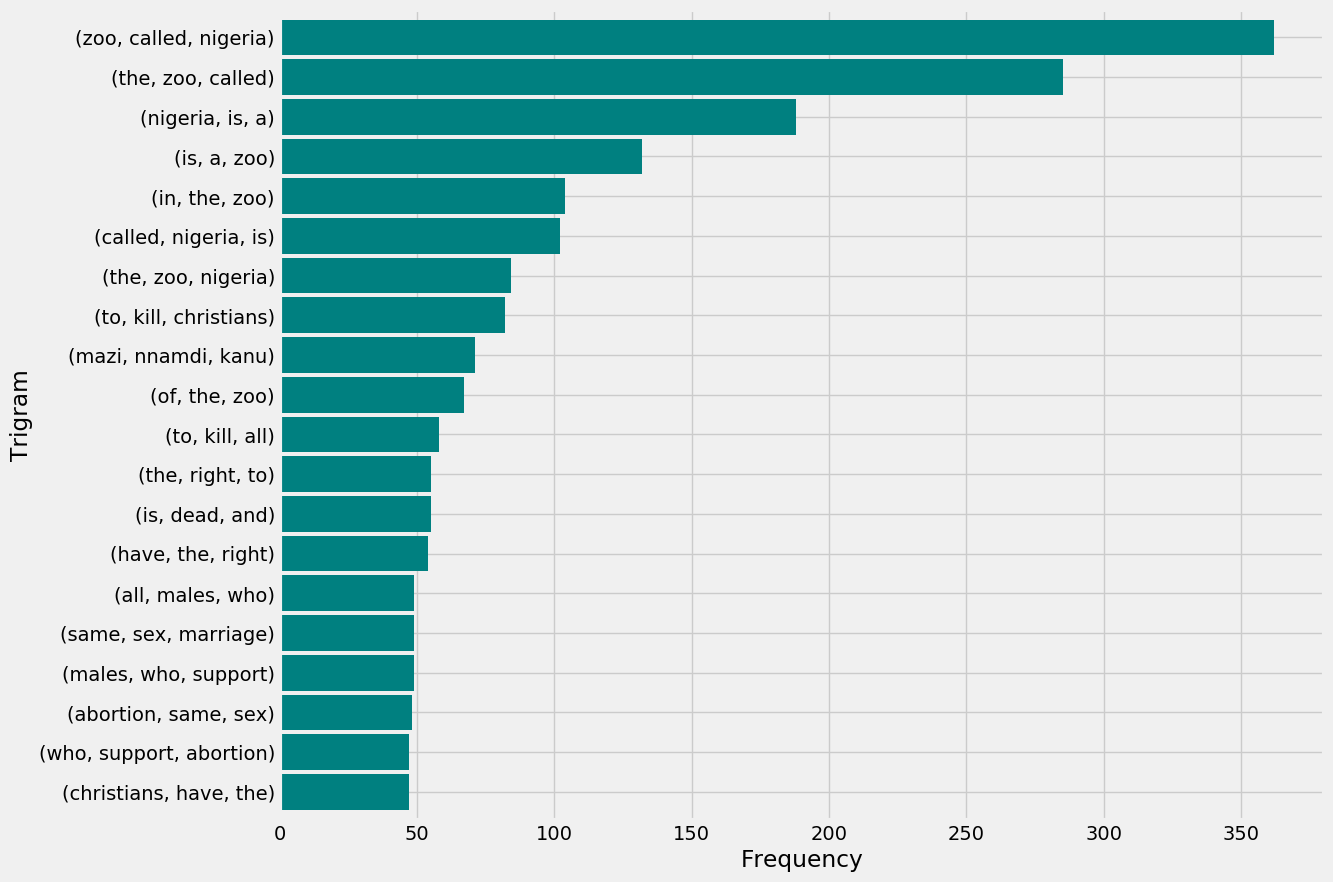 (zoo, called, nigeria)
(the, zoo, called)
(nigeria, is, a)
(is, a, zoo)
(in, the, zoo)
(called, nigeria, is)
(the, zoo, nigeria)
(to, kill, christians)
(mazi, nnamdi, kanu)
(of, the, zoo)
(to, kill, all)
(the, right, to)
(is, dead, and)
(have, the, right)
(all, males, who)
(same, sex, marriage)
(males, who, support)
(abortion, same, sex)
(who, support, abortion)
(christians, have, the)
Trigram
0 50 100 150 200 250 300 350
Frequency